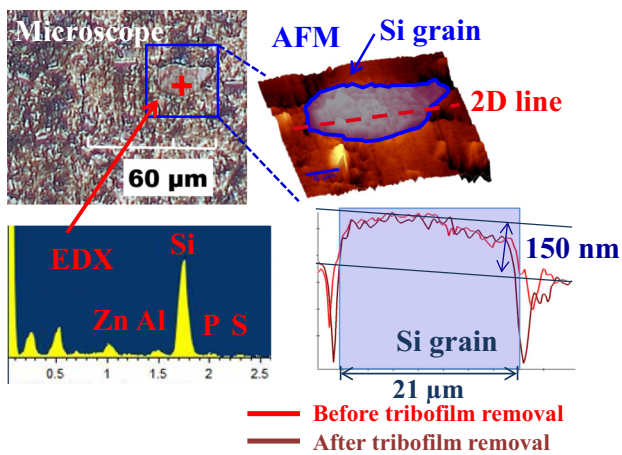 Microscope
AFM
Si grain
2D line
60 μm
EDX
Si
Zn Al P S
0.5 1 1.5 2 2.5
150 nm
Si grain
21 μm
Before tribofilm removal
After tribofilm removal